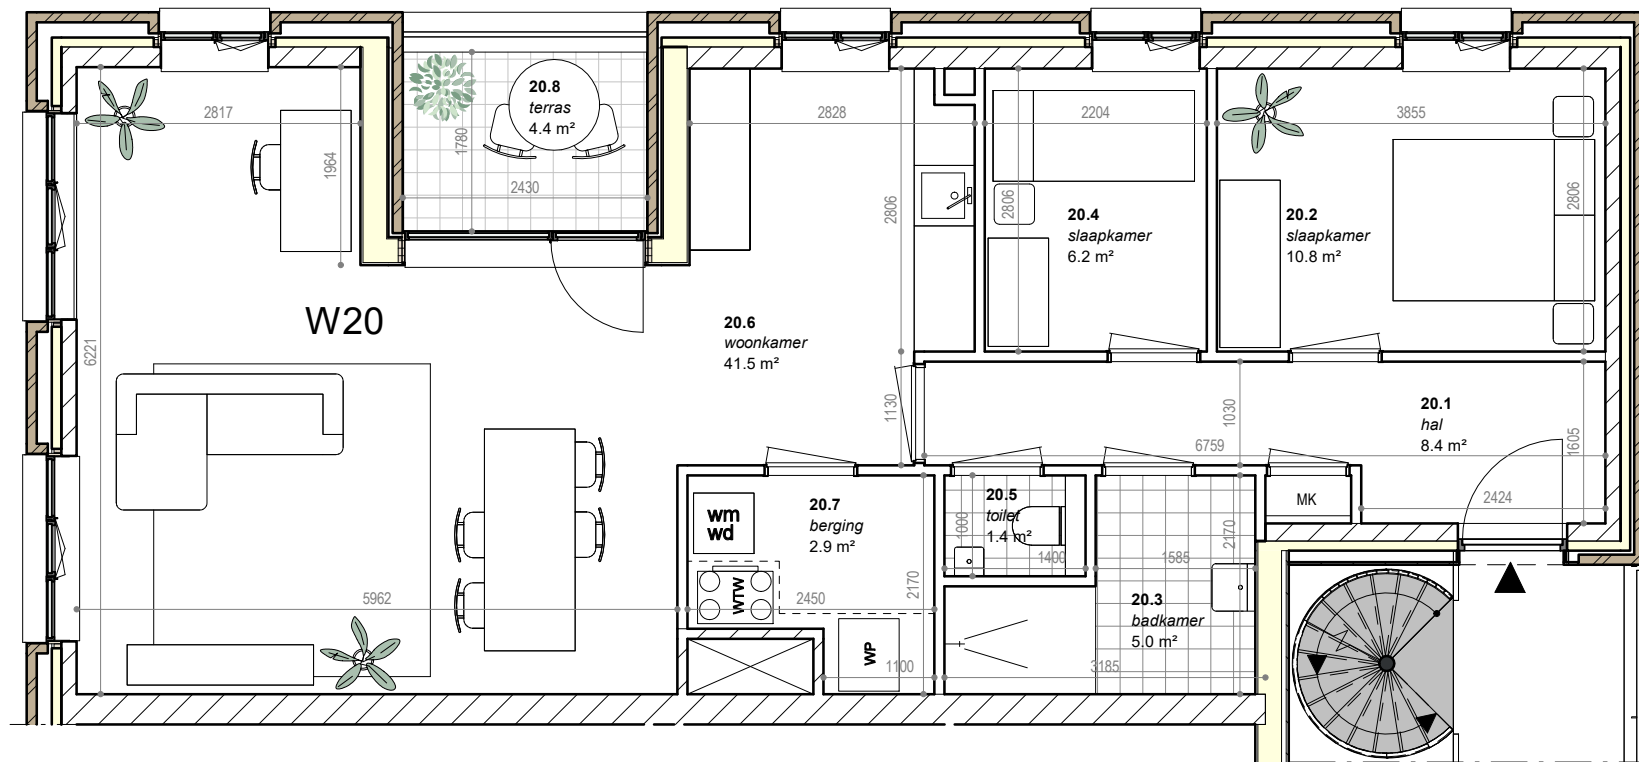 20.8
terras
4.4 m²
2817
1964
1780
2430
2828
2806
2204
2806
3855
2806
20.4
slaapkamer
6.2 m²
20.2
slaapkamer
10.8 m²
W20
20.6
woonkamer
41.5 m²
6221
1130
1030
6759
20.1
hal
8.4 m²
1605
2424
MK
wm
wd
20.7
berging
2.9 m²
20.5
toilet
1.4 m²
1000
1400
1585
2170
2170
WTW
5962
2450
20.3
badkamer
5.0 m²
WP
1100
3185